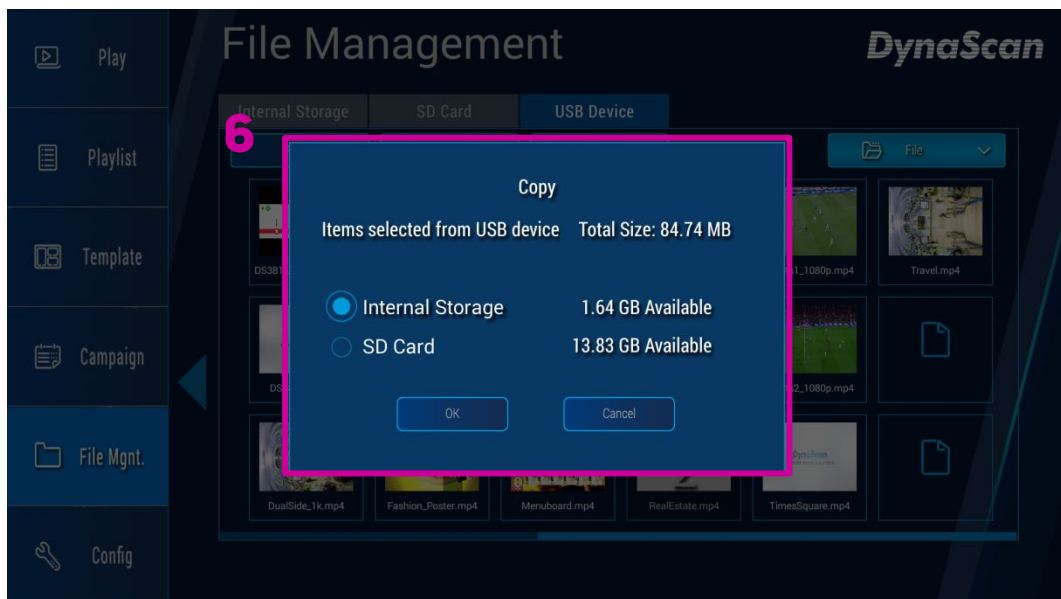 File Management
DynaScan
Play
Playlist
Template
Campaign
File Mgnt.
Config
Internal Storage
SD Card
USB Device
6
File
Copy
Items selected from USB device Total Size: 84.74 MB
Internal Storage 1.64 GB Available
SD Card 13.83 GB Available
OK Cancel
DS381
1_1080p.mp4
Travel.mp4
DS
2_1080p.mp4
DualSide_1k.mp4
Fashion_Poster.mp4
Menuboard.mp4
RealEstate.mp4
TimesSquare.mp4